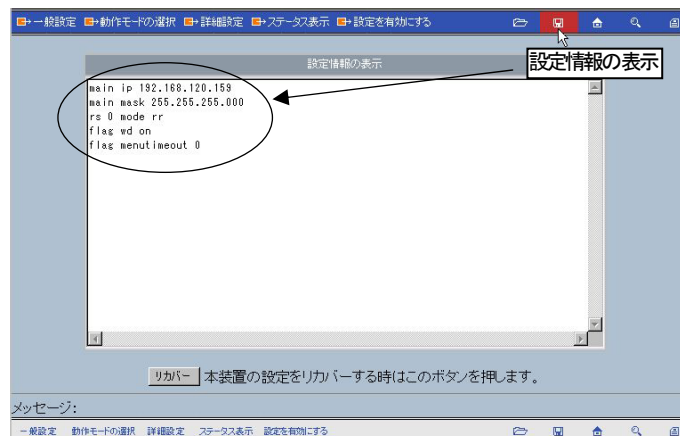 一般設定 動作モードの選択 詳細設定 ステータス表示 設定を有効にする
設定情報の表示
設定情報の表示
main ip 192.168.120.159
main mask 255.255.255.000
rs 0 mode rr
flag wd on
flag menutimeout 0
リカバー 本装置の設定をリカバーする時はこのボタンを押します。
メッセージ:
一般設定 動作モードの選択 詳細設定 ステータス表示 設定を有効にする